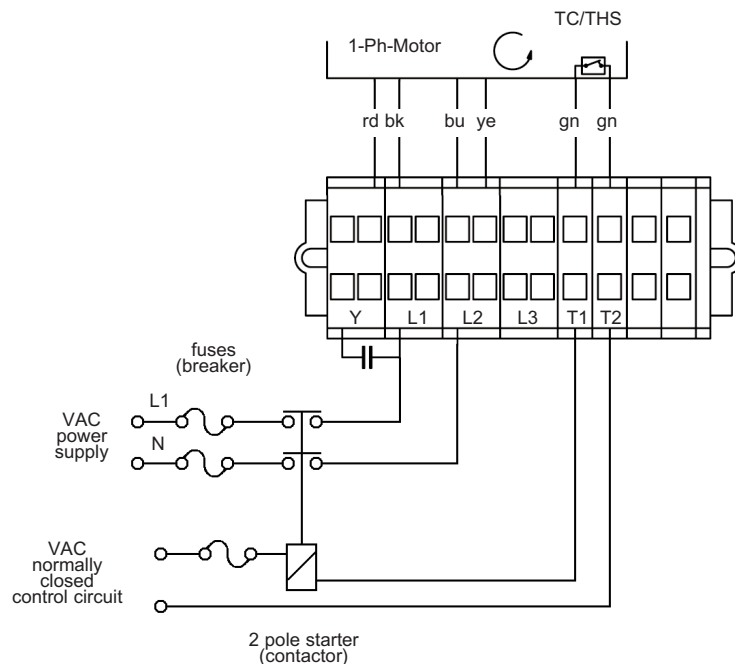 TC/THS
1-Ph-Motor
rd bk bu ye gn gn
Y L1 L2 L3 T1 T2
fuses
(breaker)
L1
VAC
power
supply
N
VAC
normally
closed
control circuit
2 pole starter
(contactor)